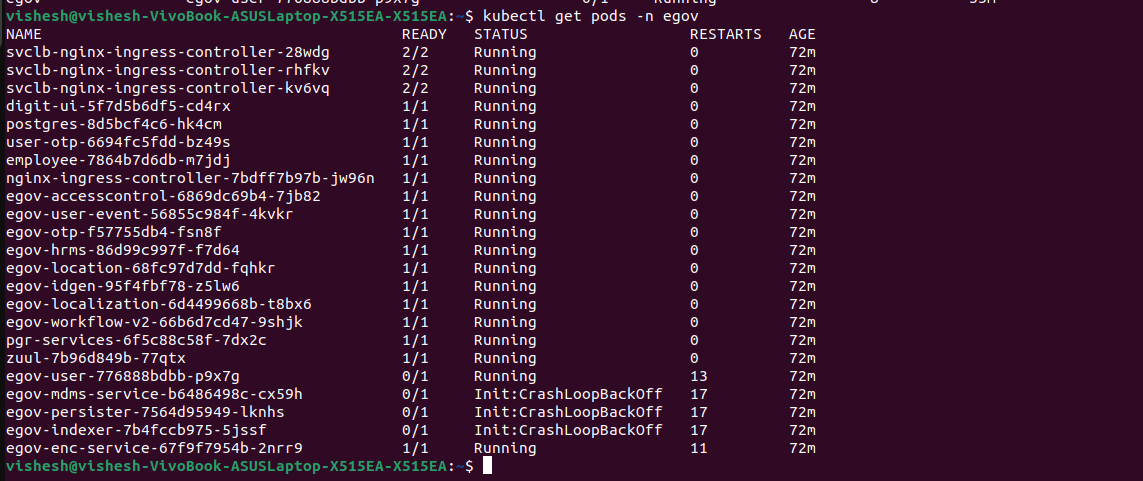 vishesh@vishesh-VivoBook-ASUSLaptop-X515EA-X515EA:~$ kubectl get pods -n egov
NAME READY STATUS RESTARTS AGE
svclb-nginx-ingress-controller-28wdg 2/2 Running 0 72m
svclb-nginx-ingress-controller-rhfkv 2/2 Running 0 72m
svclb-nginx-ingress-controller-kv6vq 2/2 Running 0 72m
digit-ui-5f7d5b6df5-cd4rx 1/1 Running 0 72m
postgres-8d5bcf4c6-hk4cm 1/1 Running 0 72m
user-otp-6694fc5fdd-bz49s 1/1 Running 0 72m
employee-7864b7d6db-m7jdj 1/1 Running 0 72m
nginx-ingress-controller-7bdff7b97b-jw96n 1/1 Running 0 72m
egov-accesscontrol-6869dc69b4-7jb82 1/1 Running 0 72m
egov-user-event-56855c984f-4kvkr 1/1 Running 0 72m
egov-otp-f57755db4-fsn8f 1/1 Running 0 72m
egov-hrms-86d99c997f-f7d64 1/1 Running 0 72m
egov-location-68fc97d7dd-fqhkr 1/1 Running 0 72m
egov-idgen-95f4fbf78-z5lw6 1/1 Running 0 72m
egov-localization-6d4499668b-t8bx6 1/1 Running 0 72m
egov-workflow-v2-66b6d7cd47-9shjk 1/1 Running 0 72m
pgr-services-6f5c88c58f-7dx2c 1/1 Running 0 72m
zuul-7b96d849b-77qtx 1/1 Running 0 72m
egov-user-776888bdbb-p9x7g 0/1 Running 13 72m
egov-mdms-service-b6486498c-cx59h 0/1 Init:CrashLoopBackOff 17 72m
egov-persister-7564d95949-lknhs 0/1 Init:CrashLoopBackOff 17 72m
egov-indexer-7b4fccb975-5jssf 0/1 Init:CrashLoopBackOff 17 72m
egov-enc-service-67f9f7954b-2nrr9 1/1 Running 11 72m
vishesh@vishesh-VivoBook-ASUSLaptop-X515EA-X515EA:~$